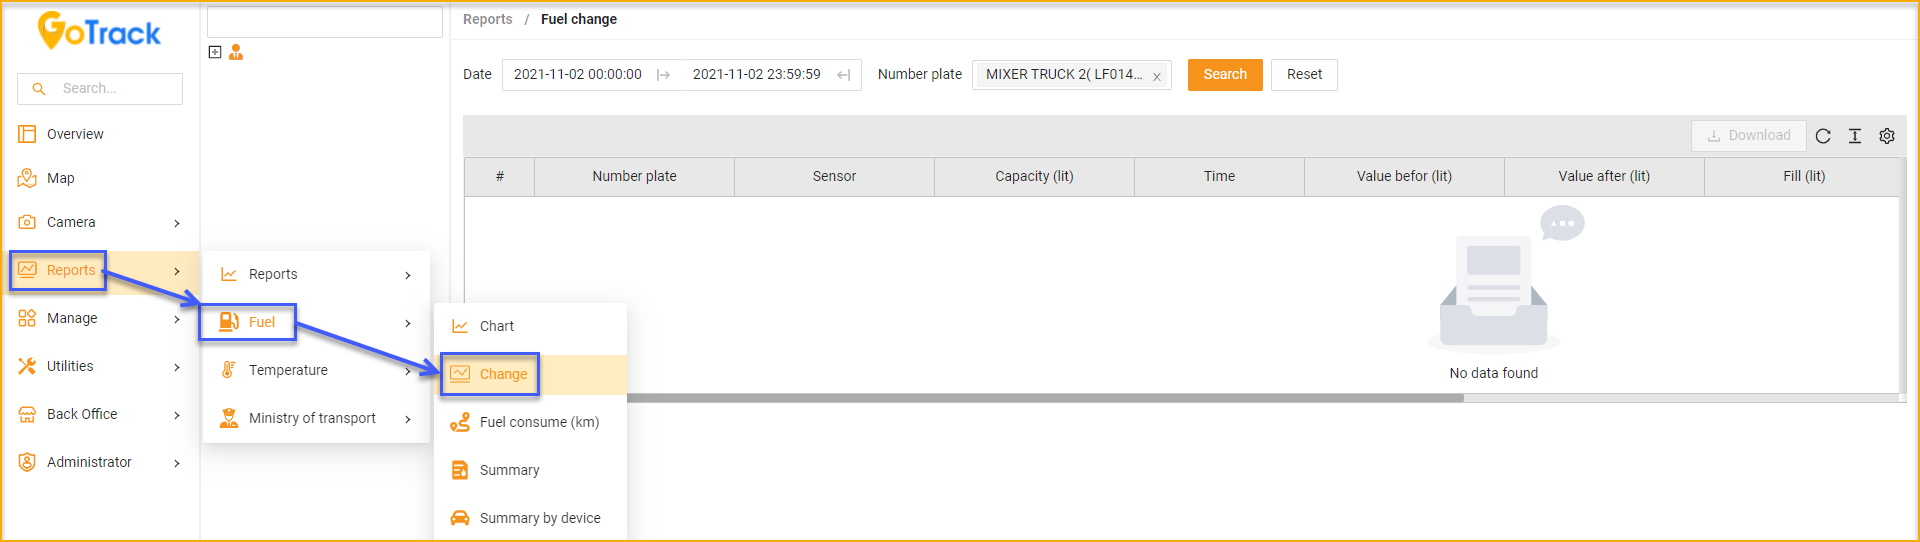 GoTrack
Search...
Overview
Map
Camera
Reports
Manage
Utilities
Back Office
Administrator
Reports
Fuel
Temperature
Ministry of transport
Chart
Change
Fuel consume (km)
Summary
Summary by device
Reports / Fuel change
Date 2021-11-02 00:00:00 2021-11-02 23:59:59 Number plate MIXER TRUCK 2( LF014... x Search Reset
Download
# Number plate Sensor Capacity (lit) Time Value befor (lit) Value after (lit) Fill (lit)
No data found